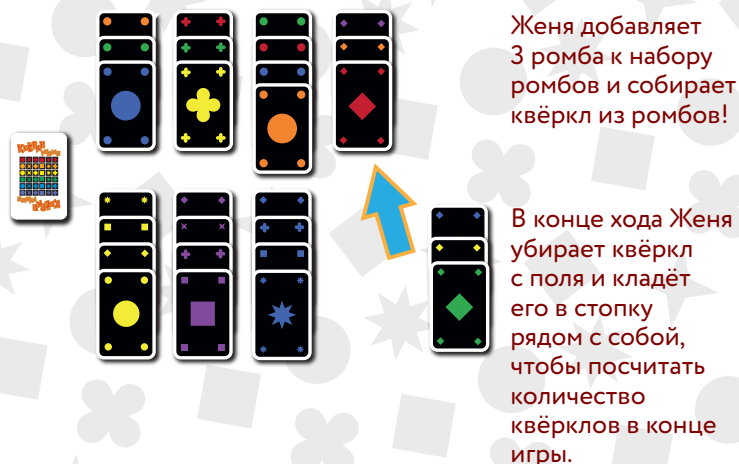 Женя добавляет
3 ромба к набору
ромбов и собирает
квёркл из ромбов!
В конце хода Женя
убирает квёркл
с поля и кладёт
его в стопку
рядом с собой,
чтобы посчитать
количество
квёрклов в конце
игры.